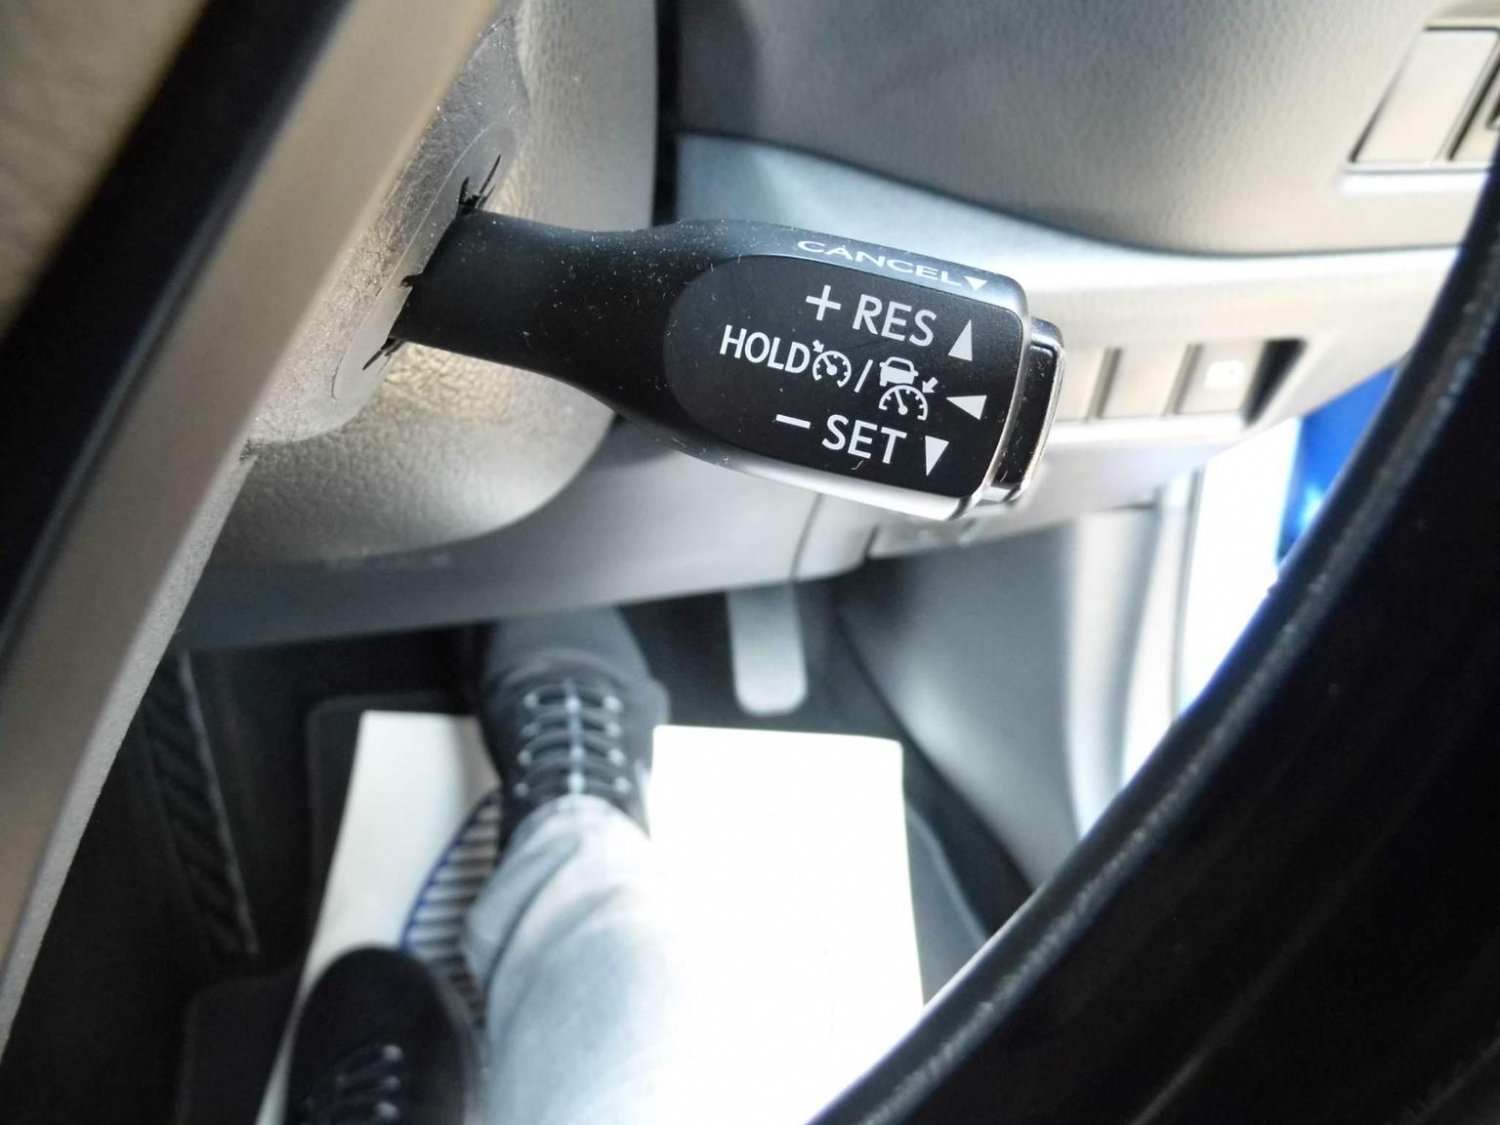 CANCEL▼
+ RES ▲
HOLD / ◀
– SET ▼